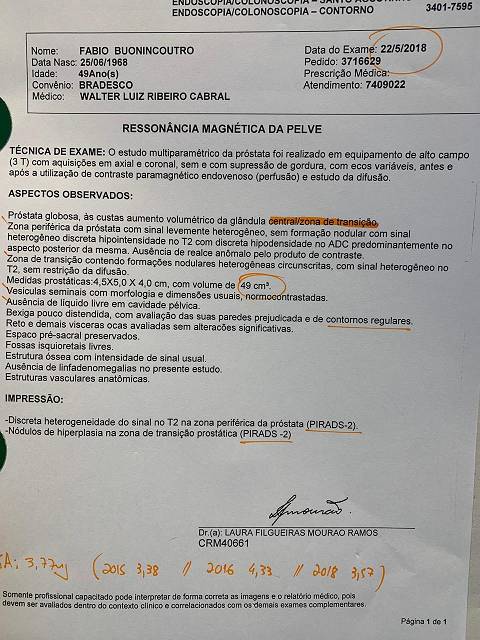 ENDOSCOPIA/COLONOSCOPIA – SANTO AGOSTINHO
ENDOSCOPIA/COLONOSCOPIA – CONTORNO 3401-7595
Nome: FABIO BUONINCOUTRO
Data do Exame: 22/5/2018
Data Nasc: 25/06/1968
Pedido: 3716629
Idade: 49Ano(s)
Prescrição Médica:
Convênio: BRADESCO
Atendimento: 7409022
Médico: WALTER LUIZ RIBEIRO CABRAL
RESSONÂNCIA MAGNÉTICA DA PELVE
TÉCNICA DE EXAME: O estudo multiparamétrico da próstata foi realizado em equipamento de alto campo
(3 T) com aquisições em axial e coronal, sem e com supressão de gordura, com ecos variáveis, antes e
após a utilização de contraste paramagnético endovenoso (perfusão) e estudo da difusão.
ASPECTOS OBSERVADOS:
Próstata globosa, às custas aumento volumétrico da glândula central/zona de transição.
Zona periférica da próstata com sinal levemente heterogêneo, sem formação nodular com sinal
heterogêneo discreta hipointensidade no T2 com discreta hipodensidade no ADC predominantemente no
aspecto posterior da mesma. Ausência de realce anômalo pelo produto de contraste.
Zona de transição contendo formações nodulares heterogêneas circunscritas, com sinal heterogêneo no
T2, sem restrição da difusão.
Medidas prostáticas:4,5X5,0 X 4,0 cm, com volume de 49 cm³.
Vesículas seminais com morfologia e dimensões usuais, normocontrastadas.
Ausência de líquido livre em cavidade pélvica.
Bexiga pouco distendida, com avaliação das suas paredes prejudicada e de contornos regulares.
Reto e demais visceras ocas avaliadas sem alterações significativas.
Espaco pré-sacral preservados.
Fossas isquioretais livres.
Estrutura óssea com intensidade de sinal usual.
Ausência de linfadenomegalias no presente estudo.
Estruturas vasculares anatômicas.
IMPRESSÃO:
-Discreta heterogeneidade do sinal no T2 na zona periférica da próstata (PIRADS-2).
-Nódulos de hiperplasia na zona de transição prostática (PIRADS -2)
Dr.(a): LAURA FILGUEIRAS MOURAO RAMOS
CRM40661
3,77 (2015 3,38 // 2016 4,33 // 2018 3,57)
Somente profissional capacitado pode interpretar de forma correta as imagens e o relatório médico, pois
devem ser avaliados dentro do contexto clínico e correlacionados com os demais exames complementares.
Página 1 de 1